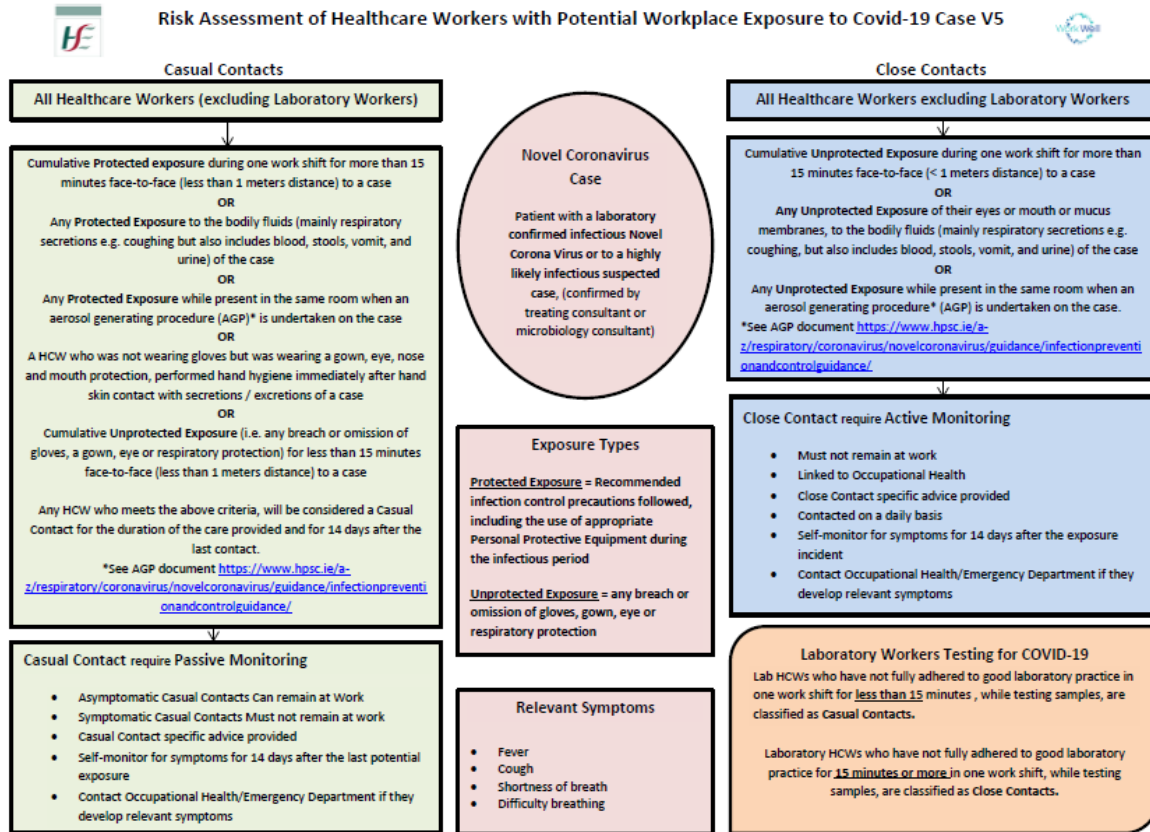 Risk Assessment of Healthcare Workers with Potential Workplace Exposure to Covid-19 Case V5
Work Well
Casual Contacts
All Healthcare Workers (excluding Laboratory Workers)
Cumulative Protected exposure during one work shift for more than 15
minutes face-to-face (less than 1 meters distance) to a case
OR
Any Protected Exposure to the bodily fluids (mainly respiratory
secretions e.g. coughing but also includes blood, stools, vomit, and
urine) of the case
OR
Any Protected Exposure while present in the same room when an
aerosol generating procedure (AGP)* is undertaken on the case
OR
A HCW who was not wearing gloves but was wearing a gown, eye, nose
and mouth protection, performed hand hygiene immediately after hand
skin contact with secretions / excretions of a case
OR
Cumulative Unprotected Exposure (i.e. any breach or omission of
gloves, a gown, eye or respiratory protection) for less than 15 minutes
face-to-face (less than 1 meters distance) to a case
Any HCW who meets the above criteria, will be considered a Casual
Contact for the duration of the care provided and for 14 days after the
last contact.
*See AGP document https://www.hpsc.ie/a-
z/respiratory/coronavirus/novelcoronavirus/guidance/infectionpreventi
onandcontrolguidance/
Casual Contact require Passive Monitoring
• Asymptomatic Casual Contacts Can remain at Work
• Symptomatic Casual Contacts Must not remain at work
• Casual Contact specific advice provided
• Self-monitor for symptoms for 14 days after the last potential
exposure
• Contact Occupational Health/Emergency Department if they
develop relevant symptoms
Novel Coronavirus
Case
Patient with a laboratory
confirmed infectious Novel
Corona Virus or to a highly
likely infectious suspected
case, (confirmed by
treating consultant or
microbiology consultant)
Exposure Types
Protected Exposure = Recommended
infection control precautions followed,
including the use of appropriate
Personal Protective Equipment during
the infectious period
Unprotected Exposure = any breach or
omission of gloves, gown, eye or
respiratory protection
Relevant Symptoms
• Fever
• Cough
• Shortness of breath
• Difficulty breathing
Close Contacts
All Healthcare Workers excluding Laboratory Workers
Cumulative Unprotected Exposure during one work shift for more than
15 minutes face-to-face (< 1 meters distance) to a case
OR
Any Unprotected Exposure of their eyes or mouth or mucus
membranes, to the bodily fluids (mainly respiratory secretions e.g.
coughing, but also includes blood, stools, vomit, and urine) of the case
OR
Any Unprotected Exposure while present in the same room when an
aerosol generating procedure* (AGP) is undertaken on the case.
*See AGP document https://www.hpsc.ie/a-
z/respiratory/coronavirus/novelcoronavirus/guidance/infectionpreventi
onandcontrolguidance/
Close Contact require Active Monitoring
• Must not remain at work
• Linked to Occupational Health
• Close Contact specific advice provided
• Contacted on a daily basis
• Self-monitor for symptoms for 14 days after the exposure
incident
• Contact Occupational Health/Emergency Department if they
develop relevant symptoms
Laboratory Workers Testing for COVID-19
Lab HCWs who have not fully adhered to good laboratory practice in
one work shift for less than 15 minutes , while testing samples, are
classified as Casual Contacts.
Laboratory HCWs who have not fully adhered to good laboratory
practice for 15 minutes or more in one work shift, while testing
samples, are classified as Close Contacts.